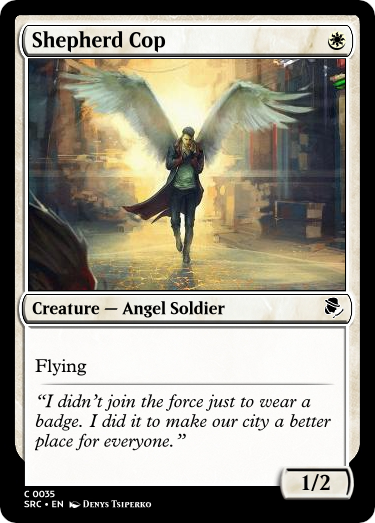 Shepherd Cop
Creature — Angel Soldier
Flying
“I didn’t join the force just to wear a
badge. I did it to make our city a better
place for everyone.”
1/2
C 0035
SRC • EN Denys Tsiperko